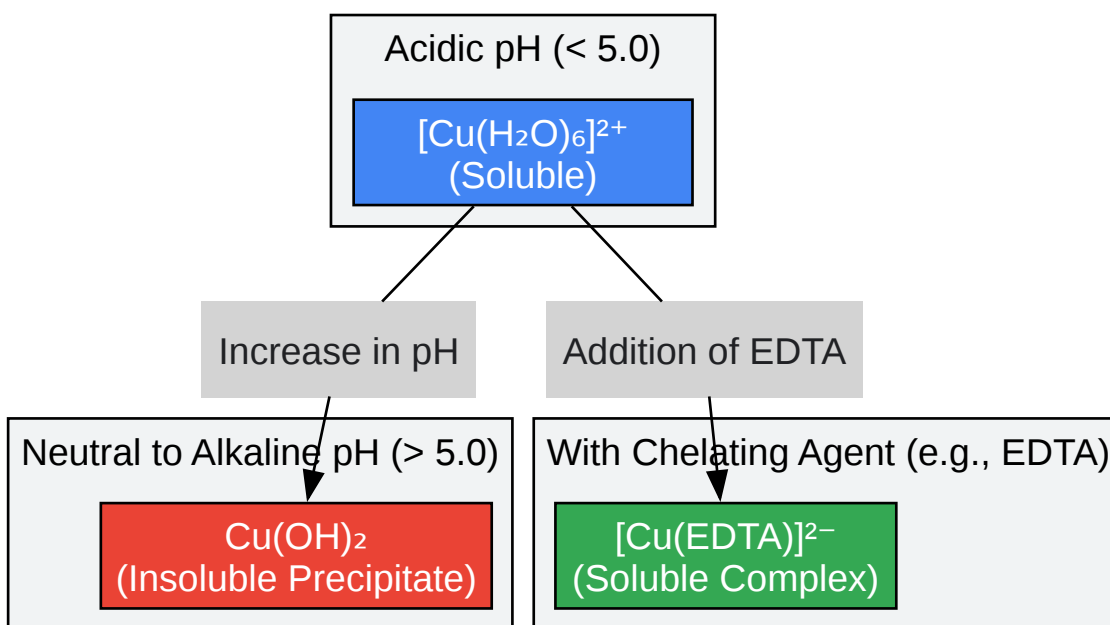 Acidic pH (< 5.0)
[Cu(H₂O)₆]²⁺
(Soluble)
Increase in pH
Addition of EDTA
Neutral to Alkaline pH (> 5.0)
With Chelating Agent (e.g., EDTA)
Cu(OH)₂
(Insoluble Precipitate)
[Cu(EDTA)]²⁻
(Soluble Complex)